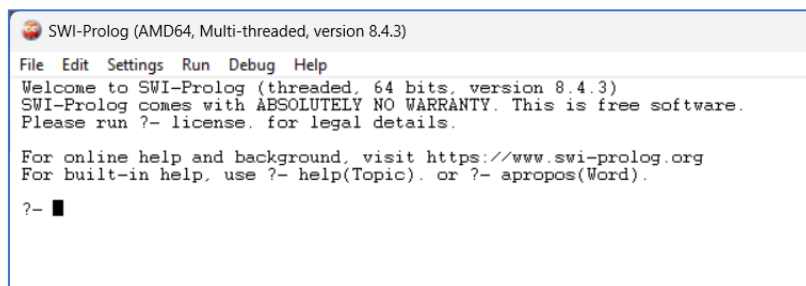 SWI-Prolog (AMD64, Multi-threaded, version 8.4.3)
File Edit Settings Run Debug Help
Welcome to SWI-Prolog (threaded, 64 bits, version 8.4.3)
SWI-Prolog comes with ABSOLUTELY NO WARRANTY. This is free software.
Please run ?- license. for legal details.
For online help and background, visit https://www.swi-prolog.org
For built-in help, use ?- help(Topic). or ?- apropos(Word).
?-